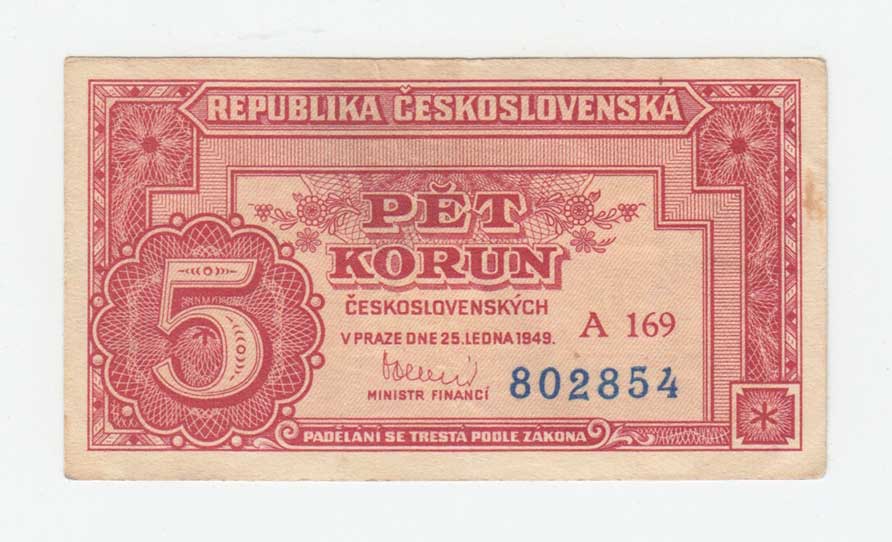 REPUBLIKA ČESKOSLOVENSKÁ
PĚT
KORUN
ČESKOSLOVENSKÝCH
V PRAZE DNE 25. LEDNA 1949.
A 169
5
MINISTR FINANCÍ
802854
PADĚLÁNÍ SE TRESTÁ PODLE ZÁKONA